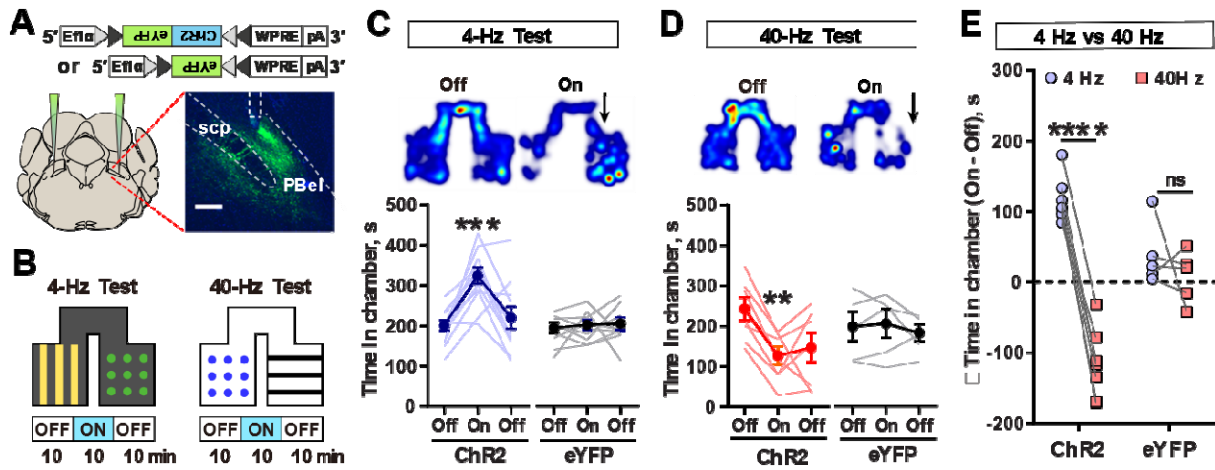 A
5′ Ef1α eYFP ChR2 WPRE pA 3′
or 5′ Ef1α eYFP WPRE pA 3′
scp
PBel
B
4-Hz Test 40-Hz Test
OFF ON OFF OFF ON OFF
10 10 10 min 10 10 10 min
C
4-Hz Test
Off On
Time in chamber, s
500
400
300
200
100
0
***
Off On Off Off On Off
ChR2 eYFP
D
40-Hz Test
Off On
Time in chamber, s
500
400
300
200
100
0
**
Off On Off Off On Off
ChR2 eYFP
E
4 Hz vs 40 Hz
□ Time in chamber (On - Off), s
300
200
100
0
-100
-200
4 Hz 40Hz
****
ns
ChR2 eYFP